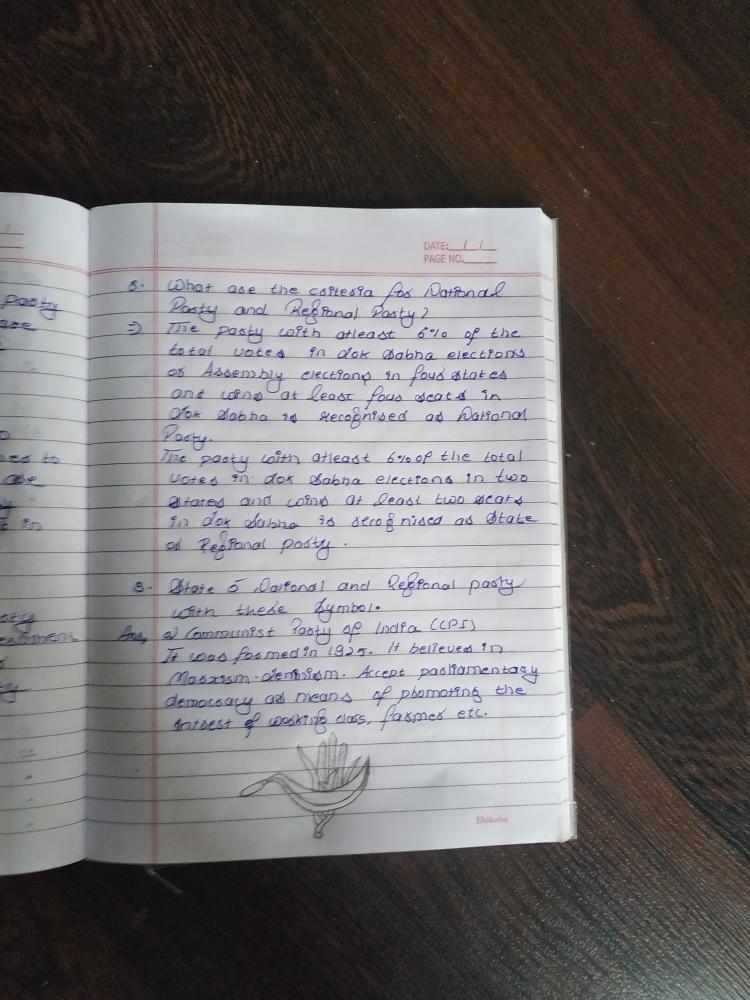 DATE: / /
PAGE NO.
Party
are
8. What are the criteria for National
Party and Regional Party?
⇒ The party with atleast 6% of the
total votes in Lok Sabha elections
or Assembly elections in four states
and wins at least four seats in
Lok Sabha is recognised as National
Party.
The party with atleast 6% of the total
votes in Lok Sabha elections in two
states and wins at least two seats
in Lok Sabha is recognised as State
or Regional party.
to
are
in
8. State 5 National and Regional party
with these Symbol.
Ans, a) Communist Party of India (CPI)
It was formed in 1925. It believes in
Marxism-Leninism. Accept parliamentary
democracy as means of promoting the
intrest of working class, farmer etc.
Shiksha